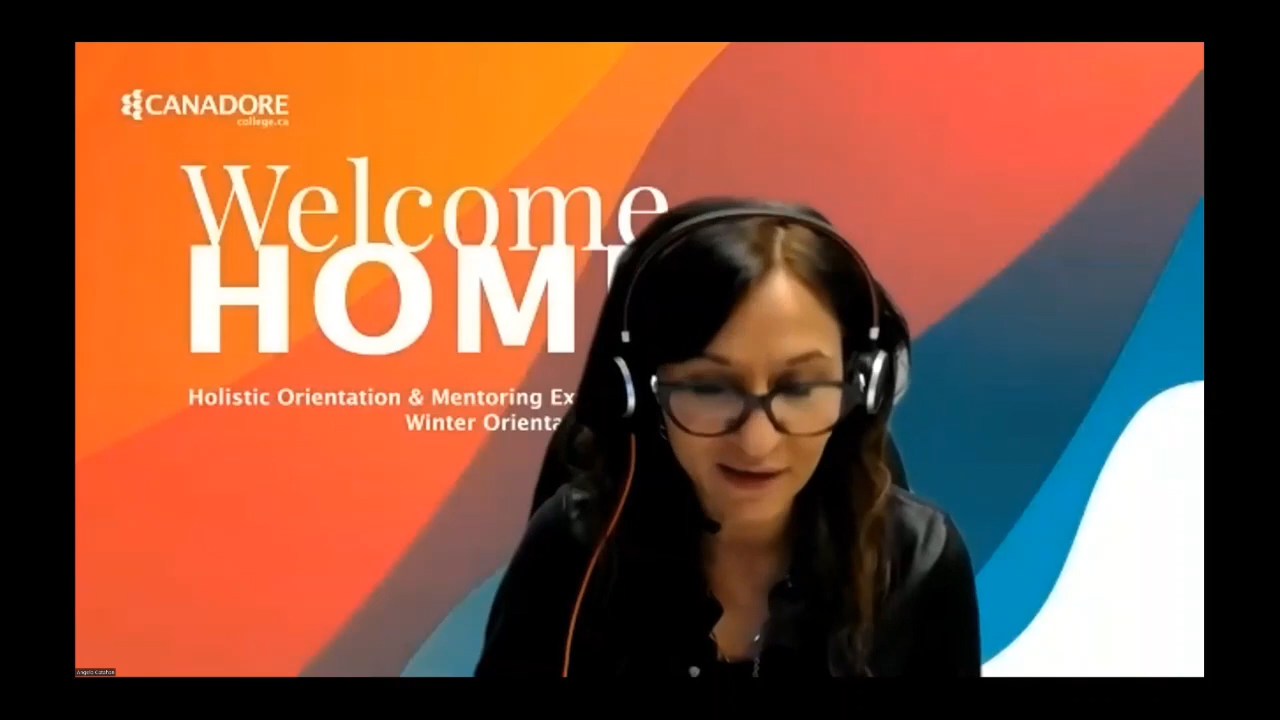 CANADORE
college.ca
Welcome
HOM
Holistic Orientation & Mentoring Ex
Winter Orienta